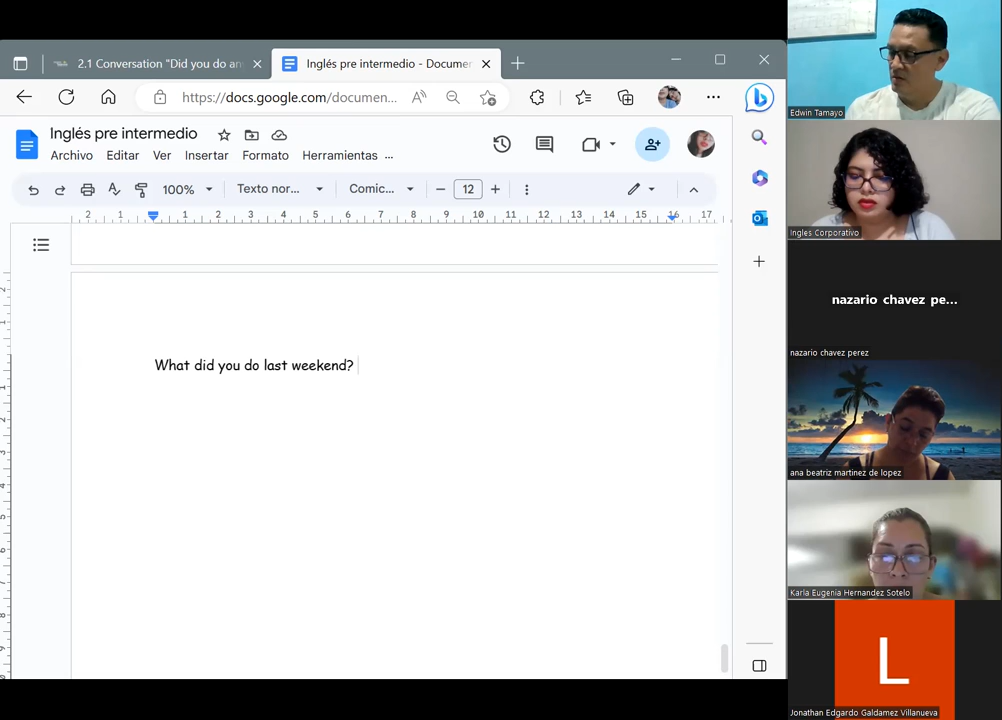 2.1 Conversation "Did you do an
Inglés pre intermedio - Documen
https://docs.google.com/documen...
Inglés pre intermedio
Archivo Editar Ver Insertar Formato Herramientas ...
100% Texto nor... Comic... 12
2 1 1 2 3 4 5 6 7 8 9 10 11 12 13 14 15 16 17
What did you do last weekend?
Edwin Tamayo
Ingles Corporativo
nazario chavez pe...
nazario chavez perez
ana beatriz martinez de lopez
Karla Eugenia Hernandez Sotelo
L
Jonathan Edgardo Galdamez Villanueva